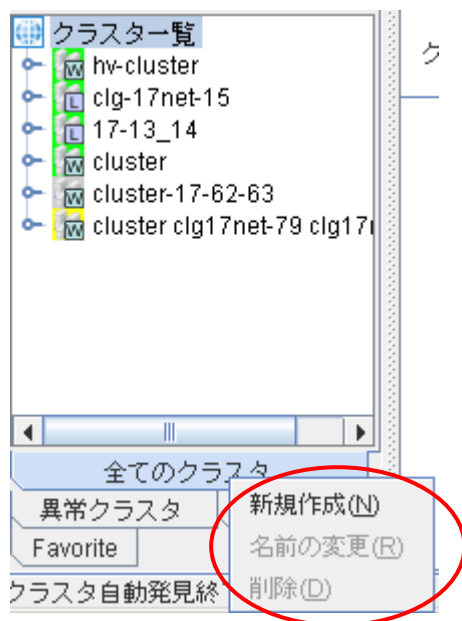 クラスター覧
hv-cluster
clg-17net-15
17-13_14
cluster
cluster-17-62-63
cluster clg17net-79 clg17
ク
全てのクラスタ
異常クラスタ
新規作成(N)
Favorite
名前の変更(R)
クラスタ自動発見終
削除(D)